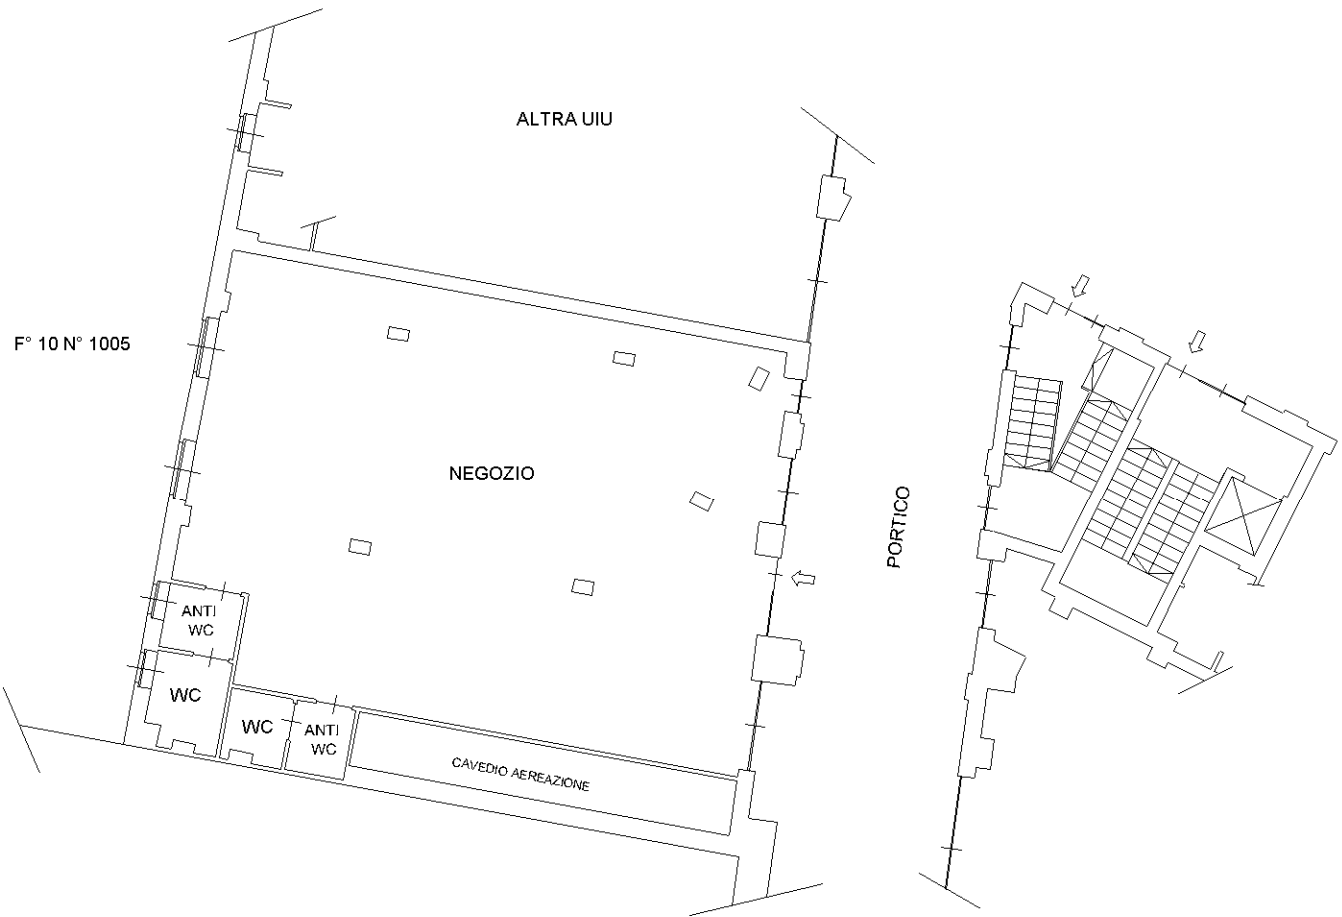 ALTRA UIU
F° 10 N° 1005
NEGOZIO
PORTICO
ANTI
WC
WC
WC
ANTI
WC
CAVEDIO AEREAZIONE